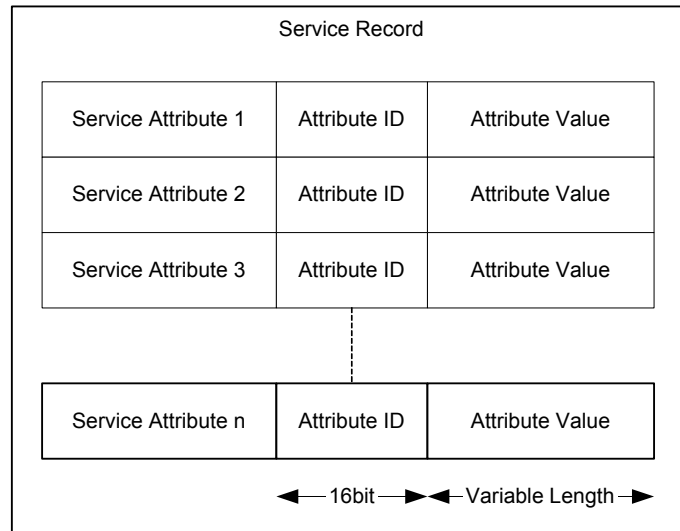 Service Record
Service Attribute 1 Attribute ID Attribute Value
Service Attribute 2 Attribute ID Attribute Value
Service Attribute 3 Attribute ID Attribute Value
Service Attribute n Attribute ID Attribute Value
16bit Variable Length